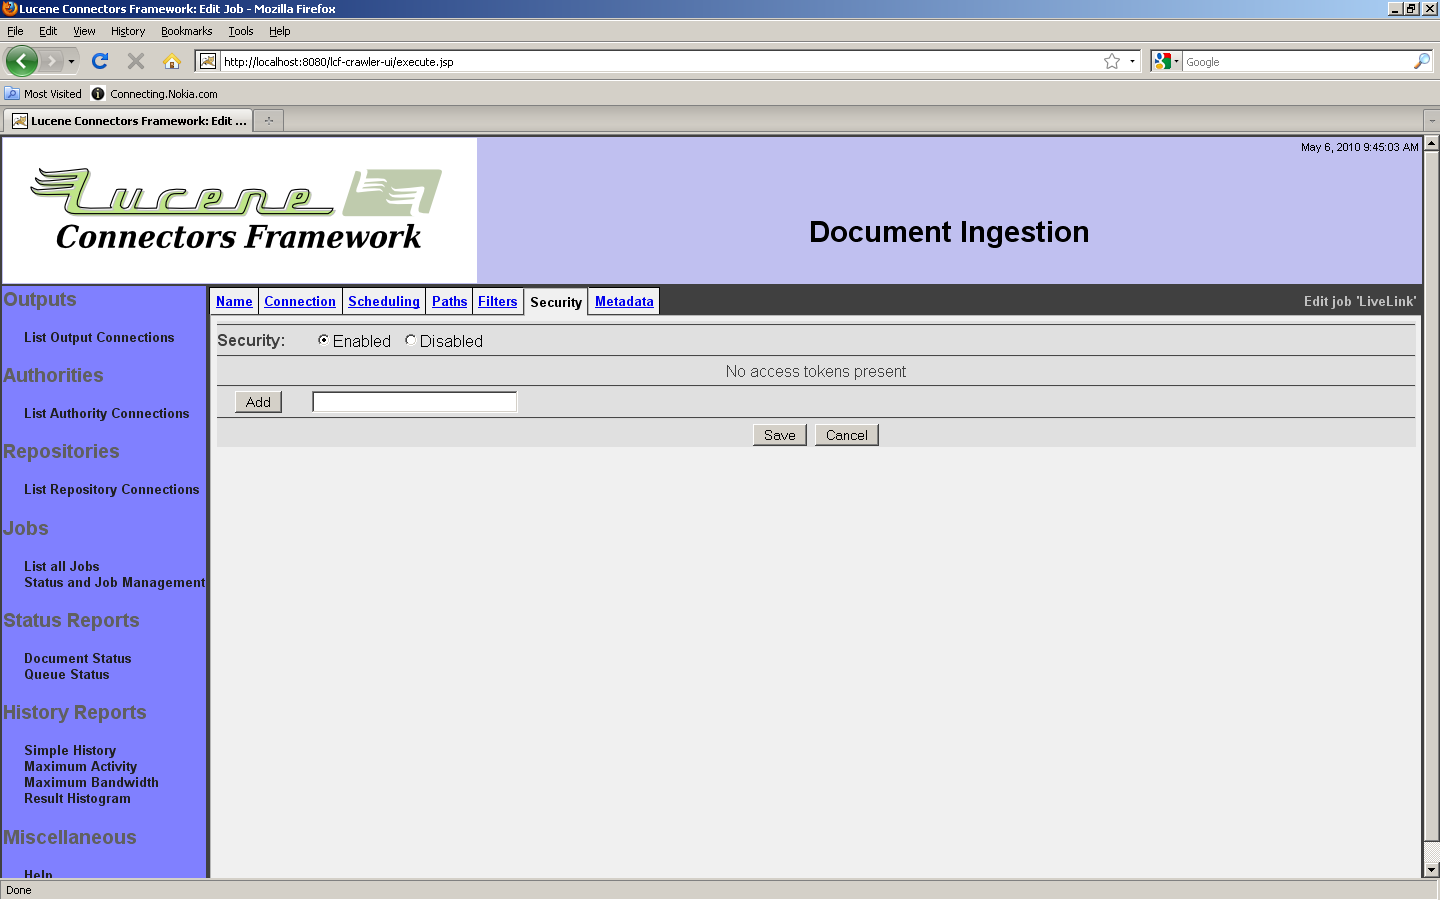 Lucene Connectors Framework: Edit Job - Mozilla Firefox
File Edit View History Bookmarks Tools Help
http://localhost:8080/lcf-crawler-ui/execute.jsp
Google
Most Visited Connecting.Nokia.com
Lucene Connectors Framework: Edit ...
May 6, 2010 9:45:03 AM
Lucene
Connectors Framework
Document Ingestion
Name Connection Scheduling Paths Filters Security Metadata Edit job 'LiveLink'
Outputs
List Output Connections
Authorities
List Authority Connections
Repositories
List Repository Connections
Jobs
List all Jobs
Status and Job Management
Status Reports
Document Status
Queue Status
History Reports
Simple History
Maximum Activity
Maximum Bandwidth
Result Histogram
Miscellaneous
Help
Security: Enabled Disabled
No access tokens present
Add
Save Cancel
Done